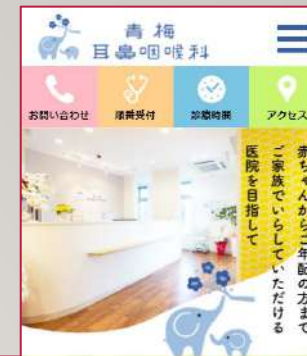 青梅
耳鼻咽喉科
お問い合わせ
順番受付
診療時間
アクセス
赤ちゃんからご年配の方まで
ご家族でいらしていただける
医院を目指して